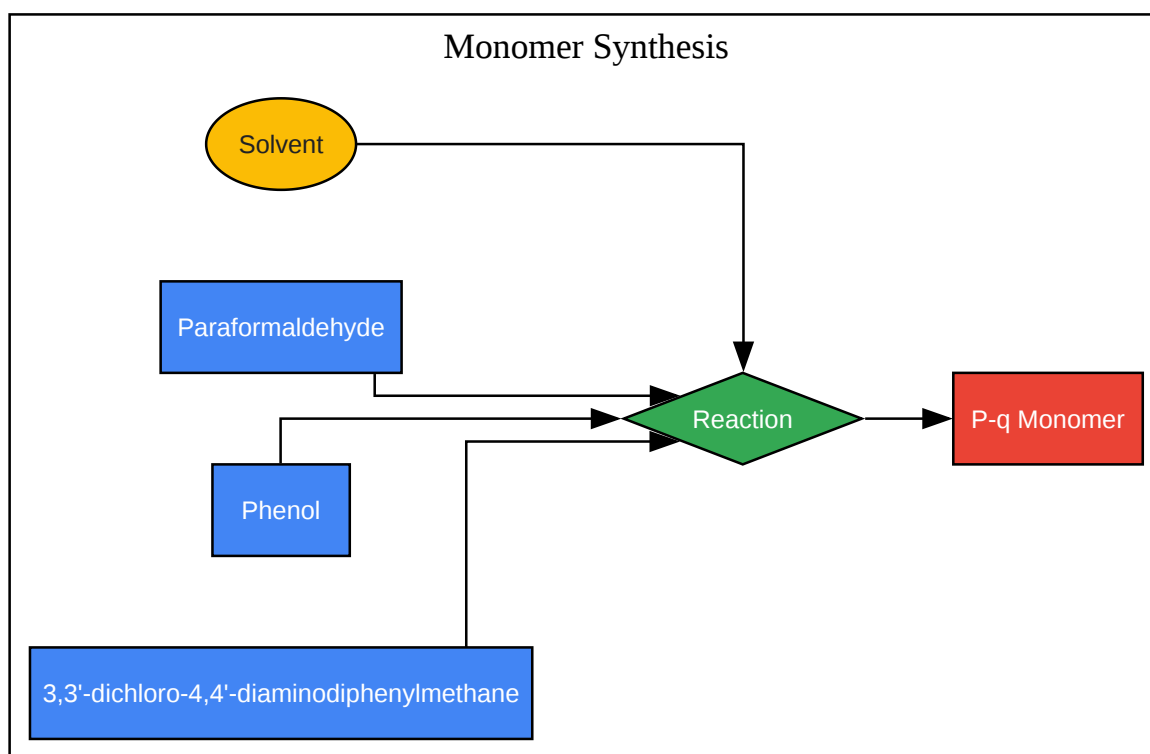 Monomer Synthesis
Solvent
Paraformaldehyde
Reaction
P-q Monomer
Phenol
3,3'-dichloro-4,4'-diaminodiphenylmethane